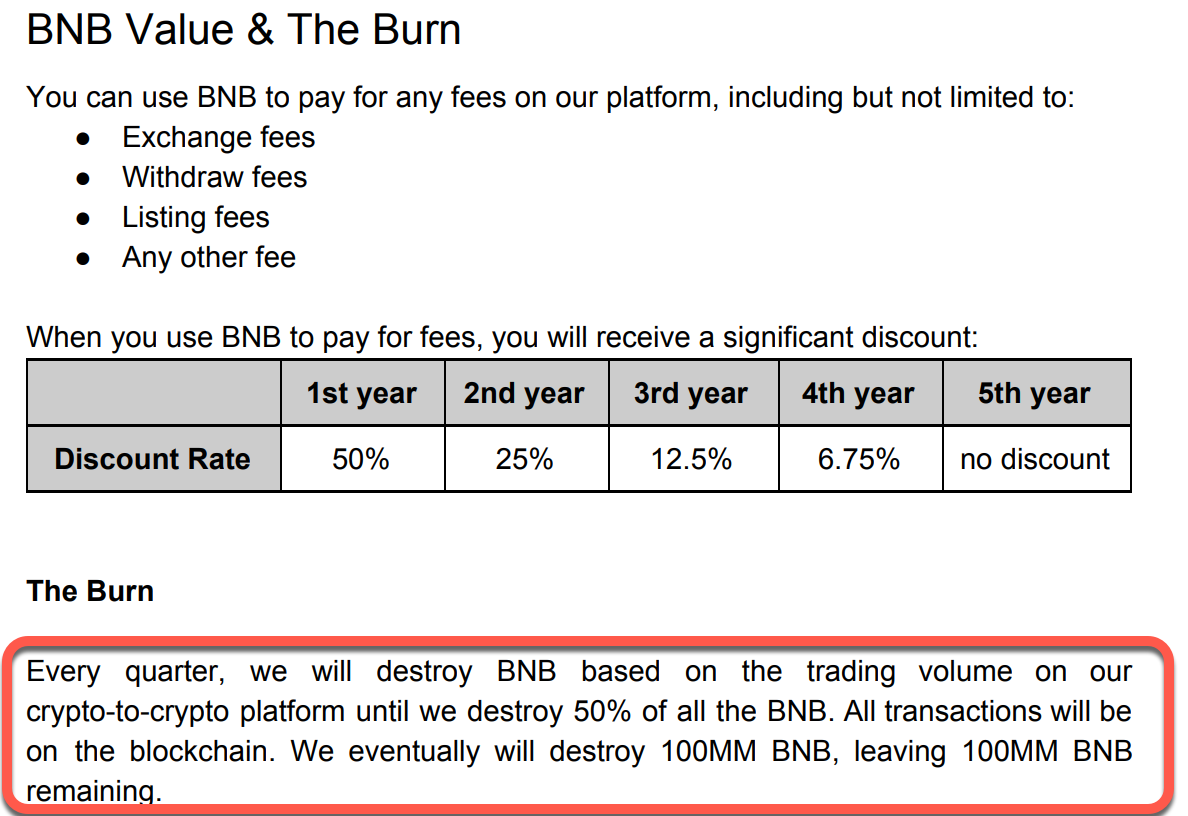 BNB Value & The Burn
You can use BNB to pay for any fees on our platform, including but not limited to:
● Exchange fees
● Withdraw fees
● Listing fees
● Any other fee
When you use BNB to pay for fees, you will receive a significant discount:
1st year 2nd year 3rd year 4th year 5th year
Discount Rate 50% 25% 12.5% 6.75% no discount
The Burn
Every quarter, we will destroy BNB based on the trading volume on our
crypto-to-crypto platform until we destroy 50% of all the BNB. All transactions will be
on the blockchain. We eventually will destroy 100MM BNB, leaving 100MM BNB
remaining.